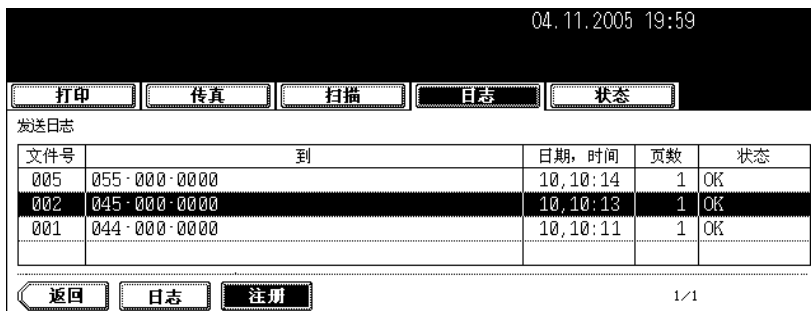 04.11.2005 19:59
打印 传真 扫描 日志 状态
发送日志
文件号 到 日期，时间 页数 状态
005 055-000-0000 10,10:14 1 OK
002 045-000-0000 10,10:13 1 OK
001 044-000-0000 10,10:11 1 OK
返回 日志 注册 1/1